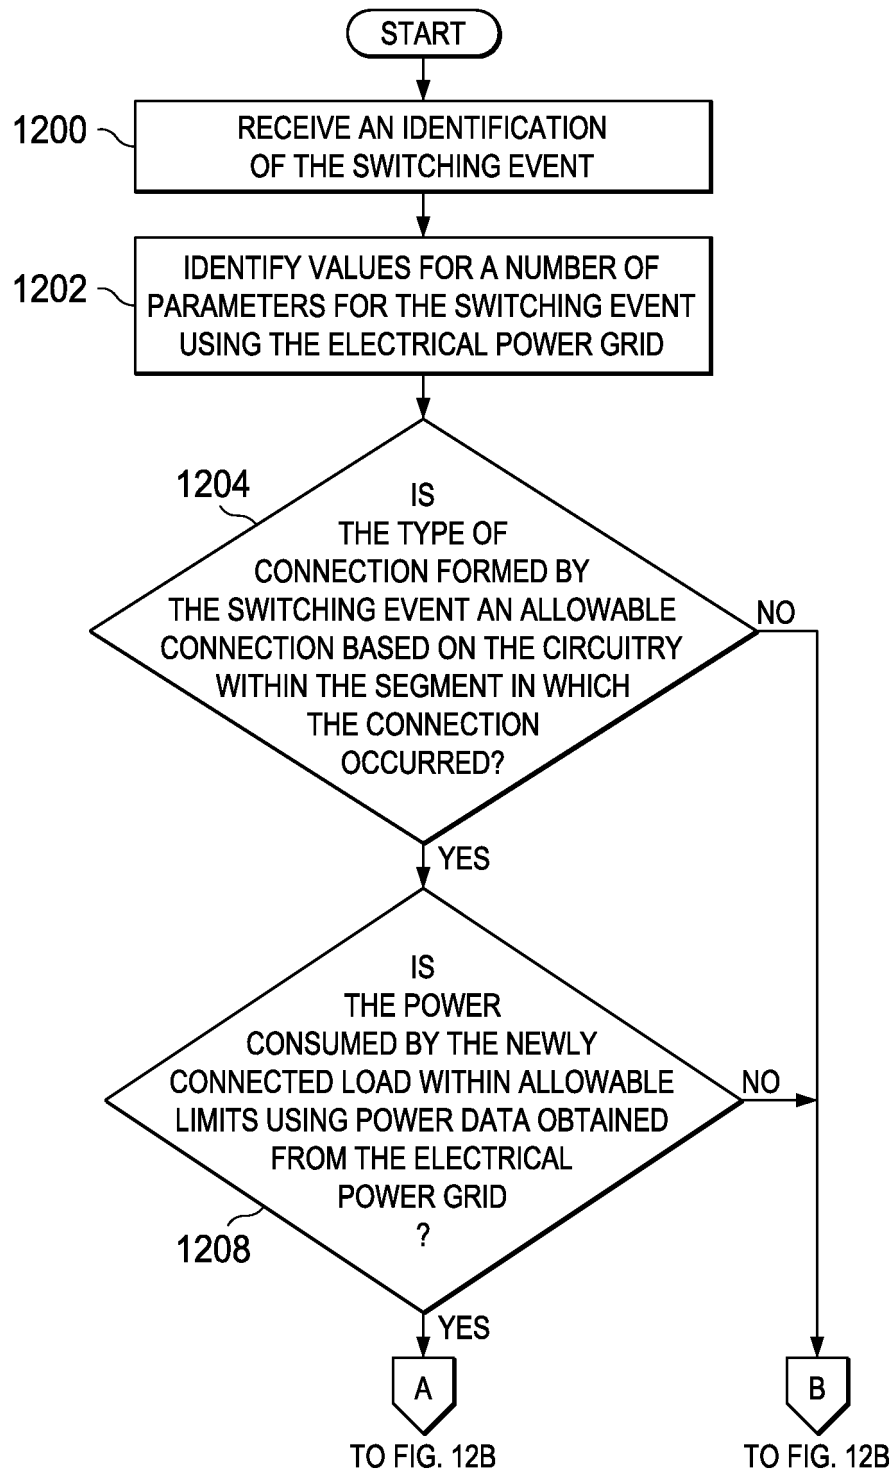 START
1200
RECEIVE AN IDENTIFICATION
OF THE SWITCHING EVENT
1202
IDENTIFY VALUES FOR A NUMBER OF
PARAMETERS FOR THE SWITCHING EVENT
USING THE ELECTRICAL POWER GRID
1204
IS
THE TYPE OF
CONNECTION FORMED BY
THE SWITCHING EVENT AN ALLOWABLE
CONNECTION BASED ON THE CIRCUITRY
WITHIN THE SEGMENT IN WHICH
THE CONNECTION
OCCURRED?
NO
YES
IS
THE POWER
CONSUMED BY THE NEWLY
CONNECTED LOAD WITHIN ALLOWABLE
LIMITS USING POWER DATA OBTAINED
FROM THE ELECTRICAL
POWER GRID
?
NO
1208
YES
A
TO FIG. 12B
B
TO FIG. 12B